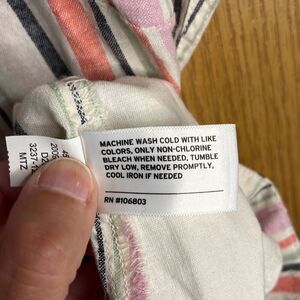 MACHINE WASH COLD WITH LIKE
COLORS, ONLY NON-CHLORINE
BLEACH WHEN NEEDED, TUMBLE
DRY LOW, REMOVE PROMPTLY,
COOL IRON IF NEEDED
RN #106803
MTZ